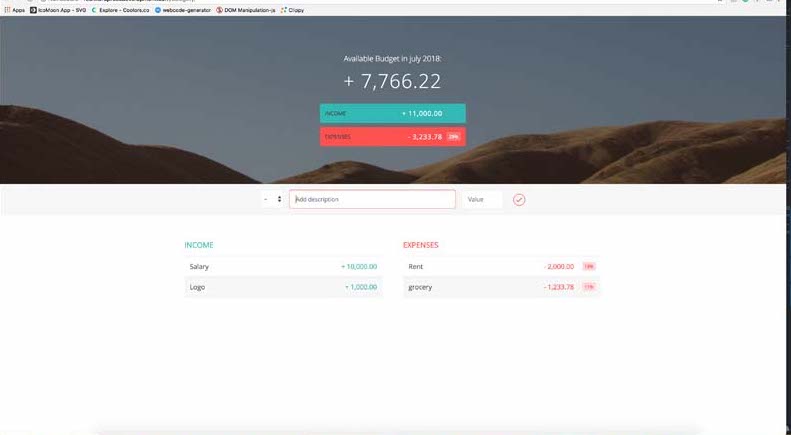 Apps IcoMoon App - SVG Explore - Coolors.co webcode-generator DOM Manipulation-js Clippy
Available Budget in july 2018:
+ 7,766.22
INCOME + 11,000.00
EXPENSES - 3,233.78 29%
- Add description Value
INCOME EXPENSES
Salary + 10,000.00 Rent - 2,000.00
Logo + 1,000.00 grocery - 1,233.78 11%